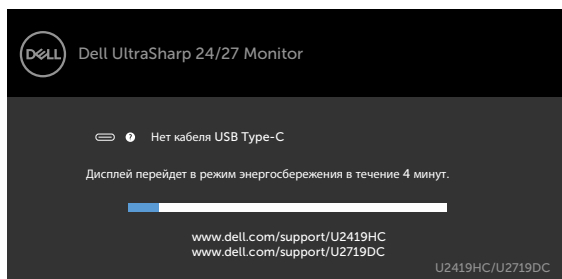 DELL Dell UltraSharp 24/27 Monitor
? Нет кабеля USB Type-C
Дисплей перейдет в режим энергосбережения в течение 4 минут.
www.dell.com/support/U2419HC
www.dell.com/support/U2719DC
U2419HC/U2719DC